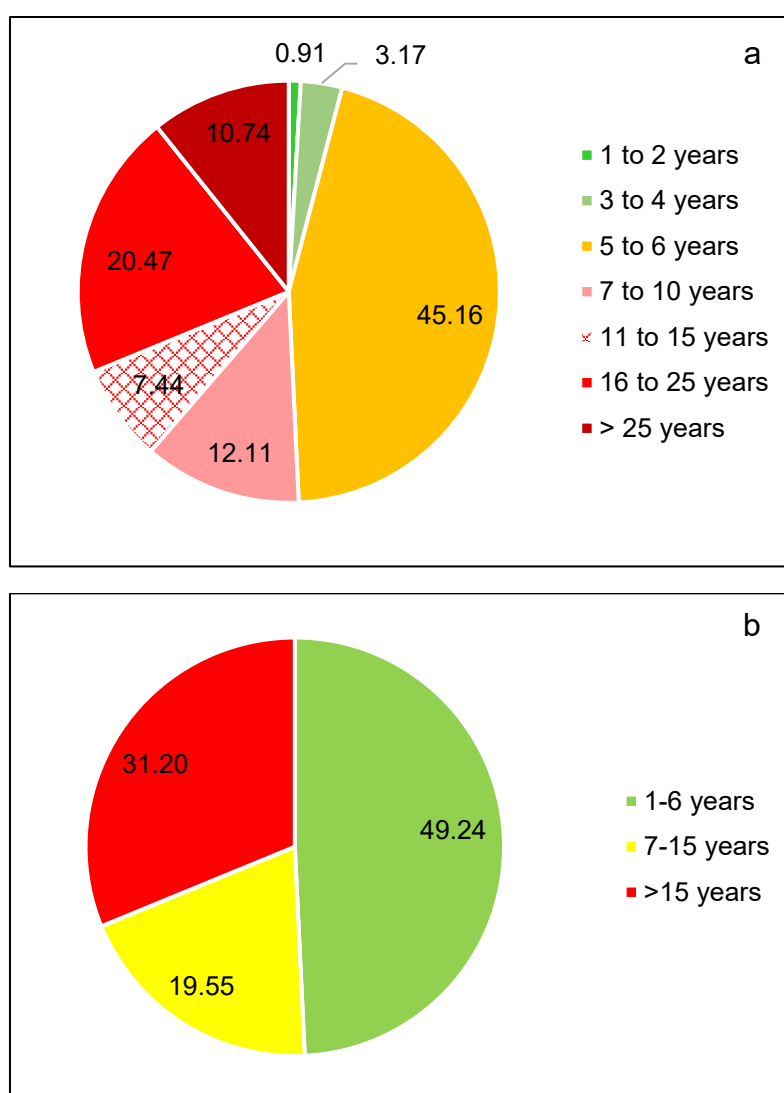 a
0.91
3.17
10.74
20.47
7.44
12.11
45.16
1 to 2 years
3 to 4 years
5 to 6 years
7 to 10 years
11 to 15 years
16 to 25 years
> 25 years
b
31.20
49.24
19.55
1-6 years
7-15 years
>15 years